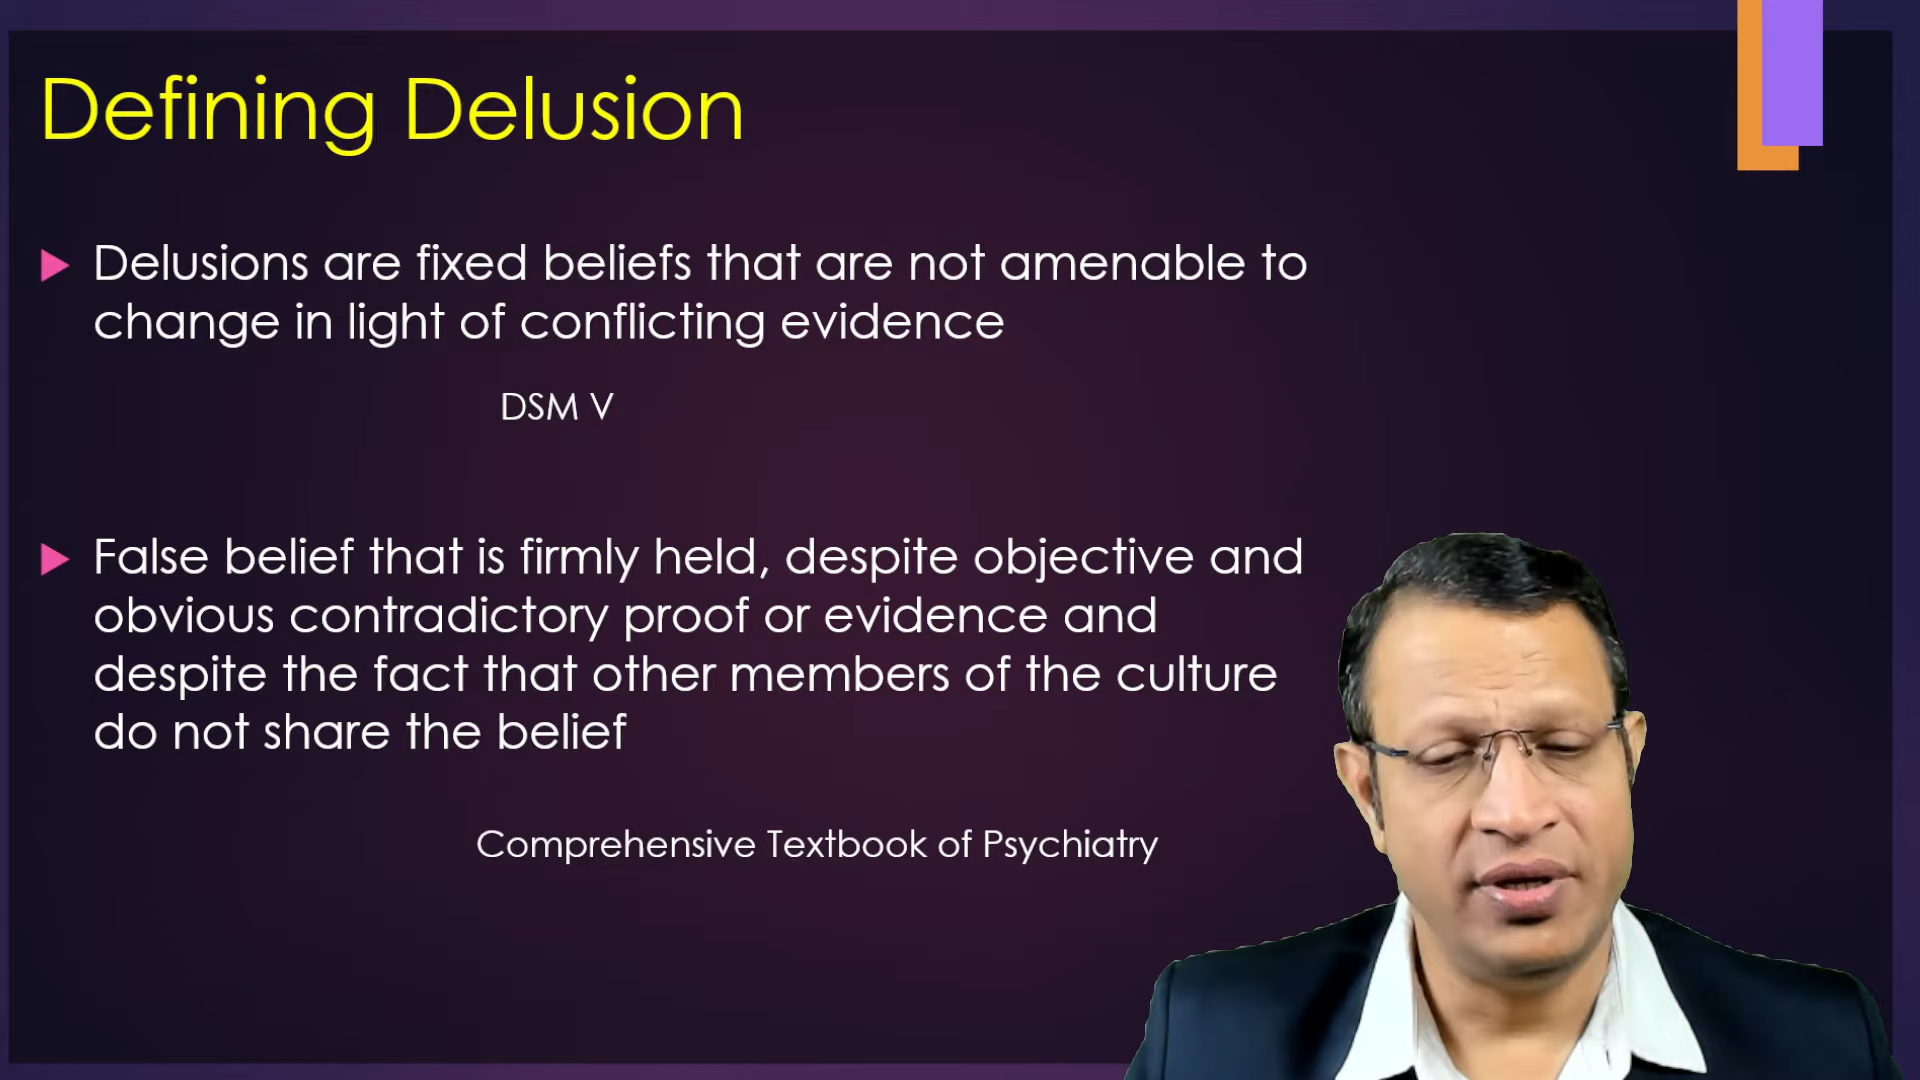 Defining Delusion
Delusions are fixed beliefs that are not amenable to
change in light of conflicting evidence
DSM V
False belief that is firmly held, despite objective and
obvious contradictory proof or evidence and
despite the fact that other members of the culture
do not share the belief
Comprehensive Textbook of Psychiatry